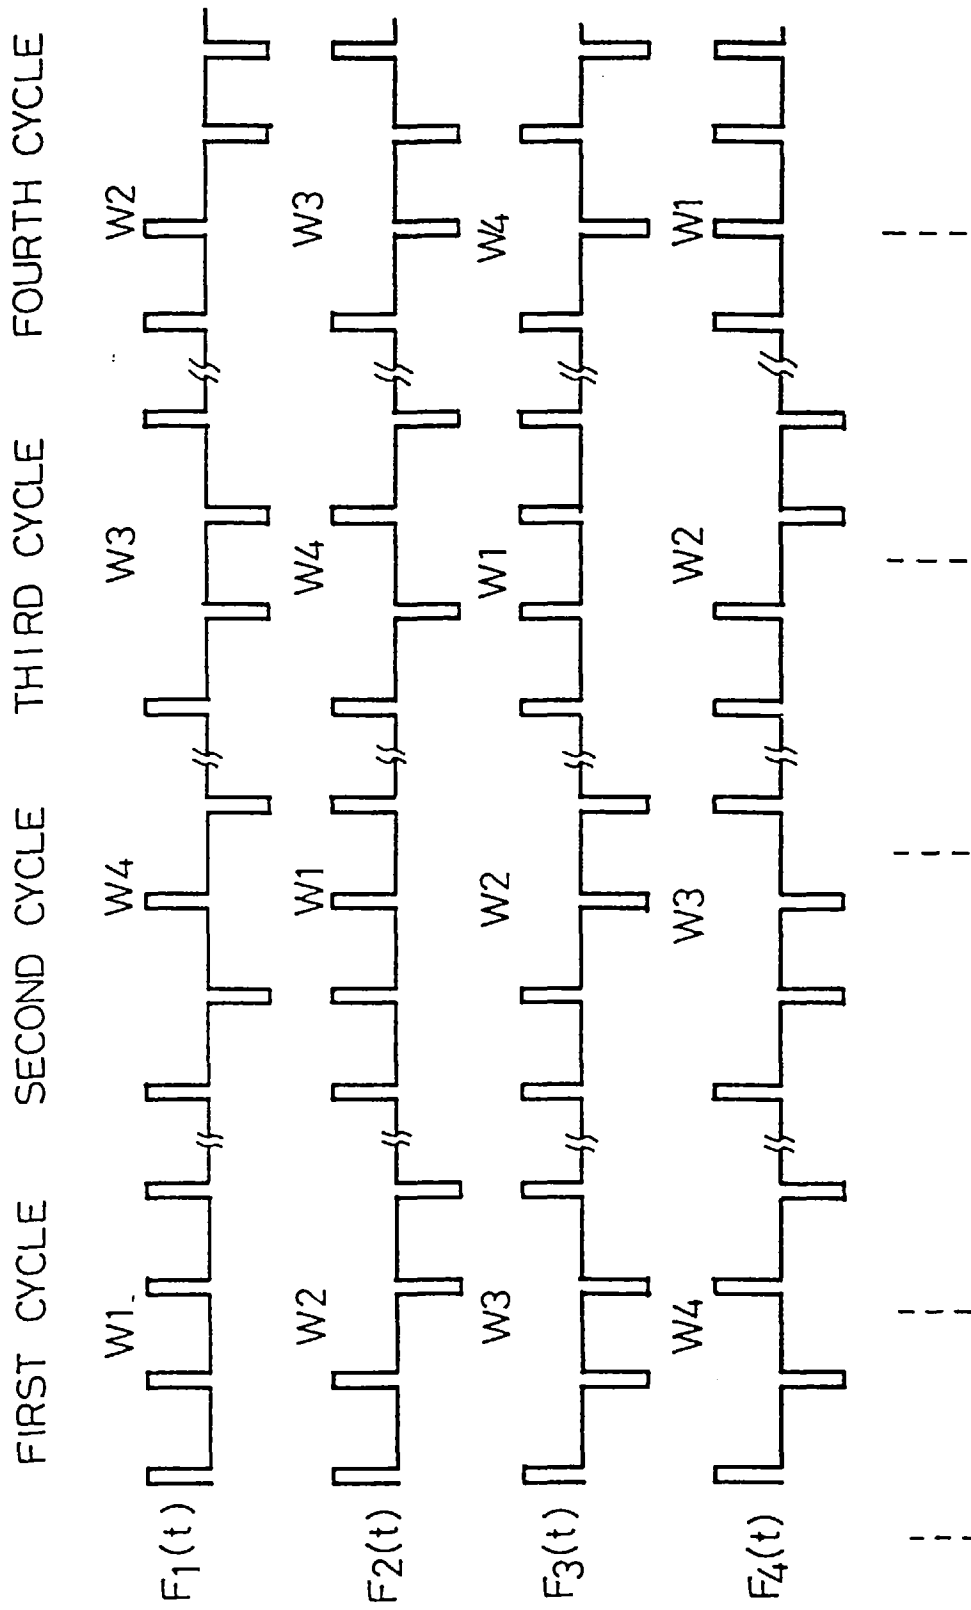 FIRST CYCLE SECOND CYCLE THIRD CYCLE FOURTH CYCLE
W1 W4 W3 W2
F1(t)
W2 W1 W4 W3
F2(t)
W3 W2 W1 W4
F3(t)
W4 W3 W2 W1
F4(t)